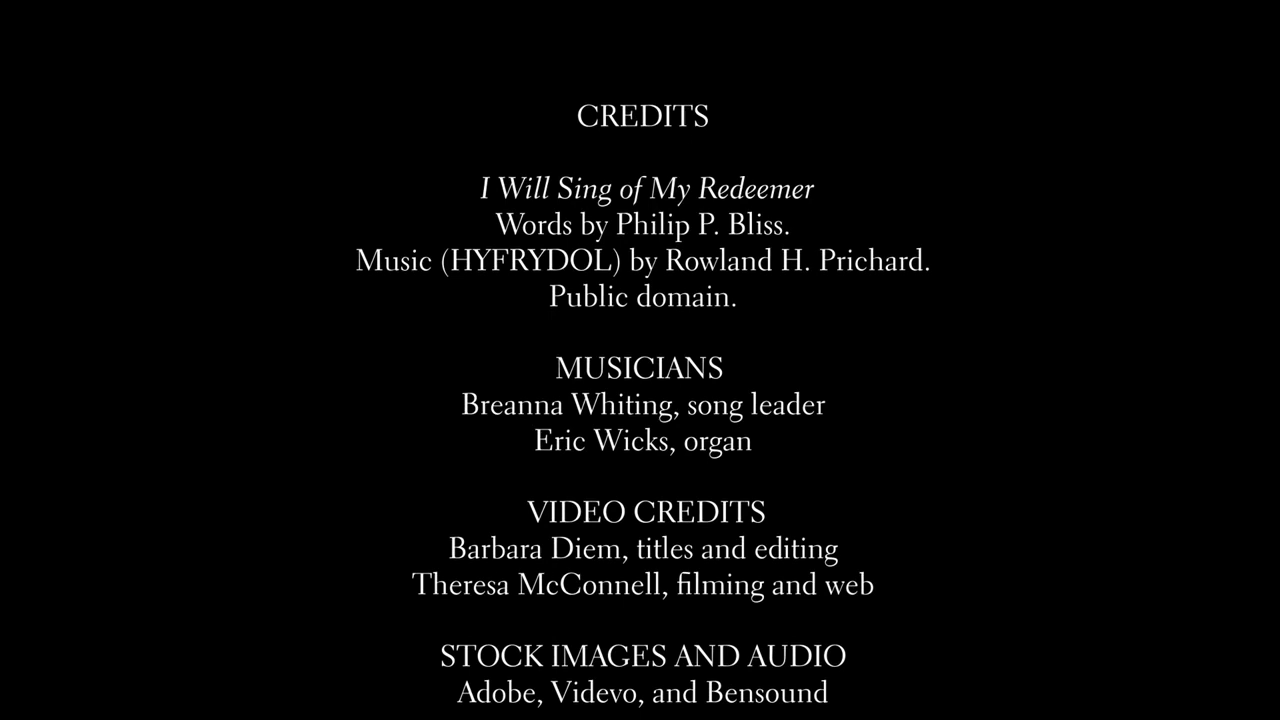 CREDITS
I Will Sing of My Redeemer
Words by Philip P. Bliss.
Music (HYFRYDOL) by Rowland H. Prichard.
Public domain.
MUSICIANS
Breanna Whiting, song leader
Eric Wicks, organ
VIDEO CREDITS
Barbara Diem, titles and editing
Theresa McConnell, filming and web
STOCK IMAGES AND AUDIO
Adobe, Videvo, and Bensound